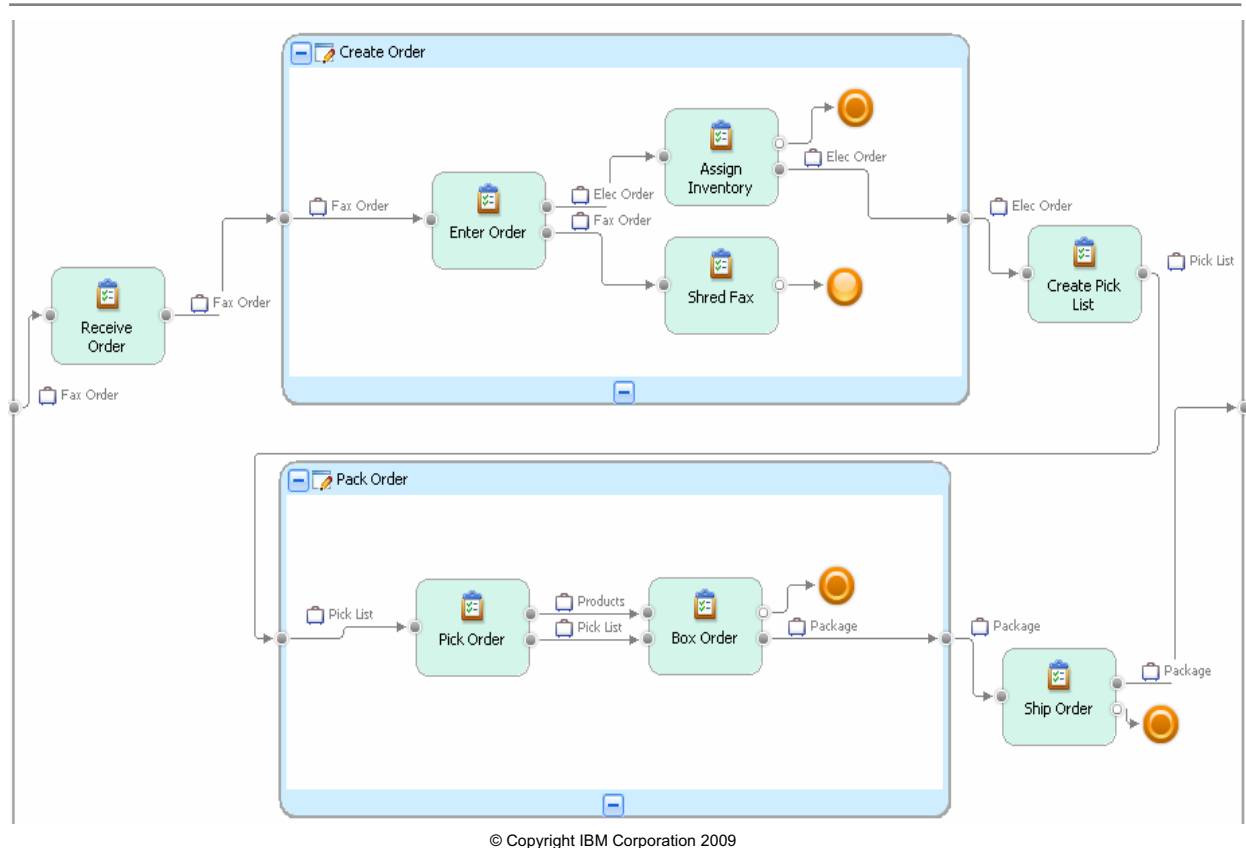 Create Order
Fax Order
Enter Order
Elec Order
Fax Order
Assign
Inventory
Elec Order
Shred Fax
Elec Order
Create Pick
List
Pick List
Receive
Order
Fax Order
Fax Order
Pack Order
Pick List
Pick Order
Products
Pick List
Box Order
Package
Package
Ship Order
Package
© Copyright IBM Corporation 2009